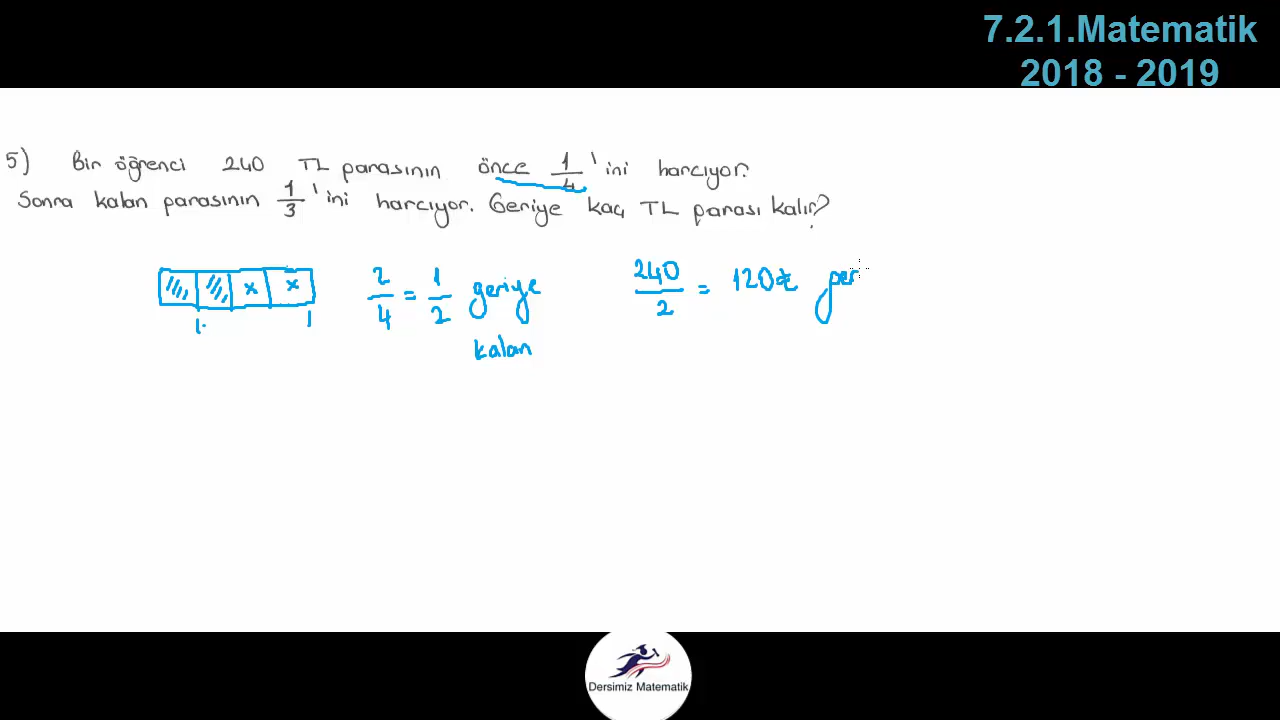 7.2.1.Matematik
2018 - 2019
5) Bir öğrenci 240 TL parasının önce 1/4 'ini harcıyor.
Sonra kalan parasının 1/3 'ini harcıyor. Geriye kaç TL parası kalır?
x x
2/4 = 1/2 geriye
kalan
240/2 = 120₺
Dersimiz Matematik